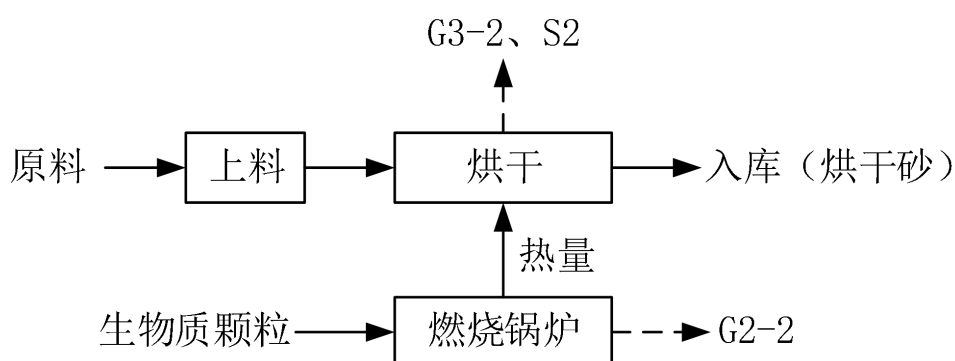 G3-2、S2
原料
上料
烘干
入库（烘干砂）
热量
生物质颗粒
燃烧锅炉
G2-2